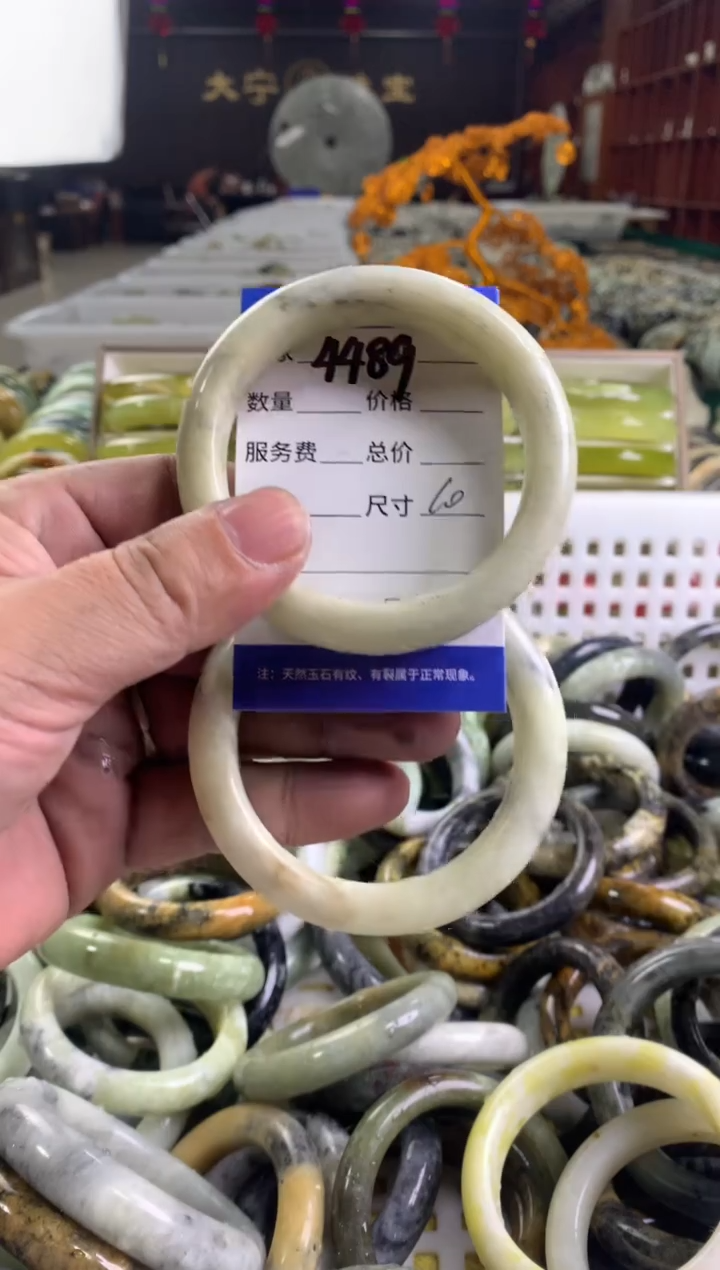 大宁
4489
数量 价格
服务费 总价
尺寸 60
注：天然玉石有纹、有裂属于正常现象。